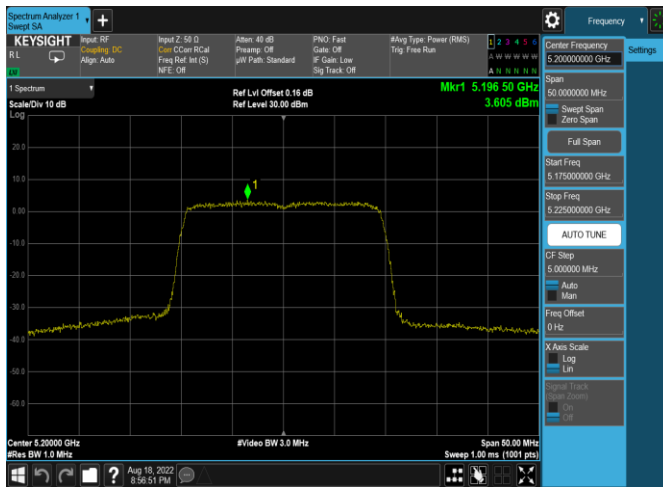 Spectrum Analyzer 1
Swept SA
Frequency
KEYSIGHT
R L
Input: RF
Coupling: DC
Align: Auto
Input Z: 50 Ω
Corr CCorr RCal
Freq Ref: Int (S)
NFE: Off
Atten: 40 dB
Preamp: Off
µW Path: Standard
PNO: Fast
Gate: Off
IF Gain: Low
Sig Track: Off
#Avg Type: Power (RMS)
Trig: Free Run
1 2 3 4 5 6
A W W W W W
A N N N N N
1 Spectrum
Scale/Div 10 dB
Log
Ref Lvl Offset 0.16 dB
Ref Level 30.00 dBm
Mkr1 5.196 50 GHz
3.605 dBm
20.0
10.0
0.00
-10.0
-20.0
-30.0
-40.0
-50.0
-60.0
1
Center 5.20000 GHz
#Res BW 1.0 MHz
#Video BW 3.0 MHz
Span 50.00 MHz
Sweep 1.00 ms (1001 pts)
Aug 18, 2022
8:56:51 PM
Center Frequency
5.200000000 GHz
Settings
Span
50.0000000 MHz
Swept Span
Zero Span
Full Span
Start Freq
5.175000000 GHz
Stop Freq
5.225000000 GHz
AUTO TUNE
CF Step
5.000000 MHz
Auto
Man
Freq Offset
0 Hz
X Axis Scale
Log
Lin
Signal Track
(Span Zoom)
On
Off